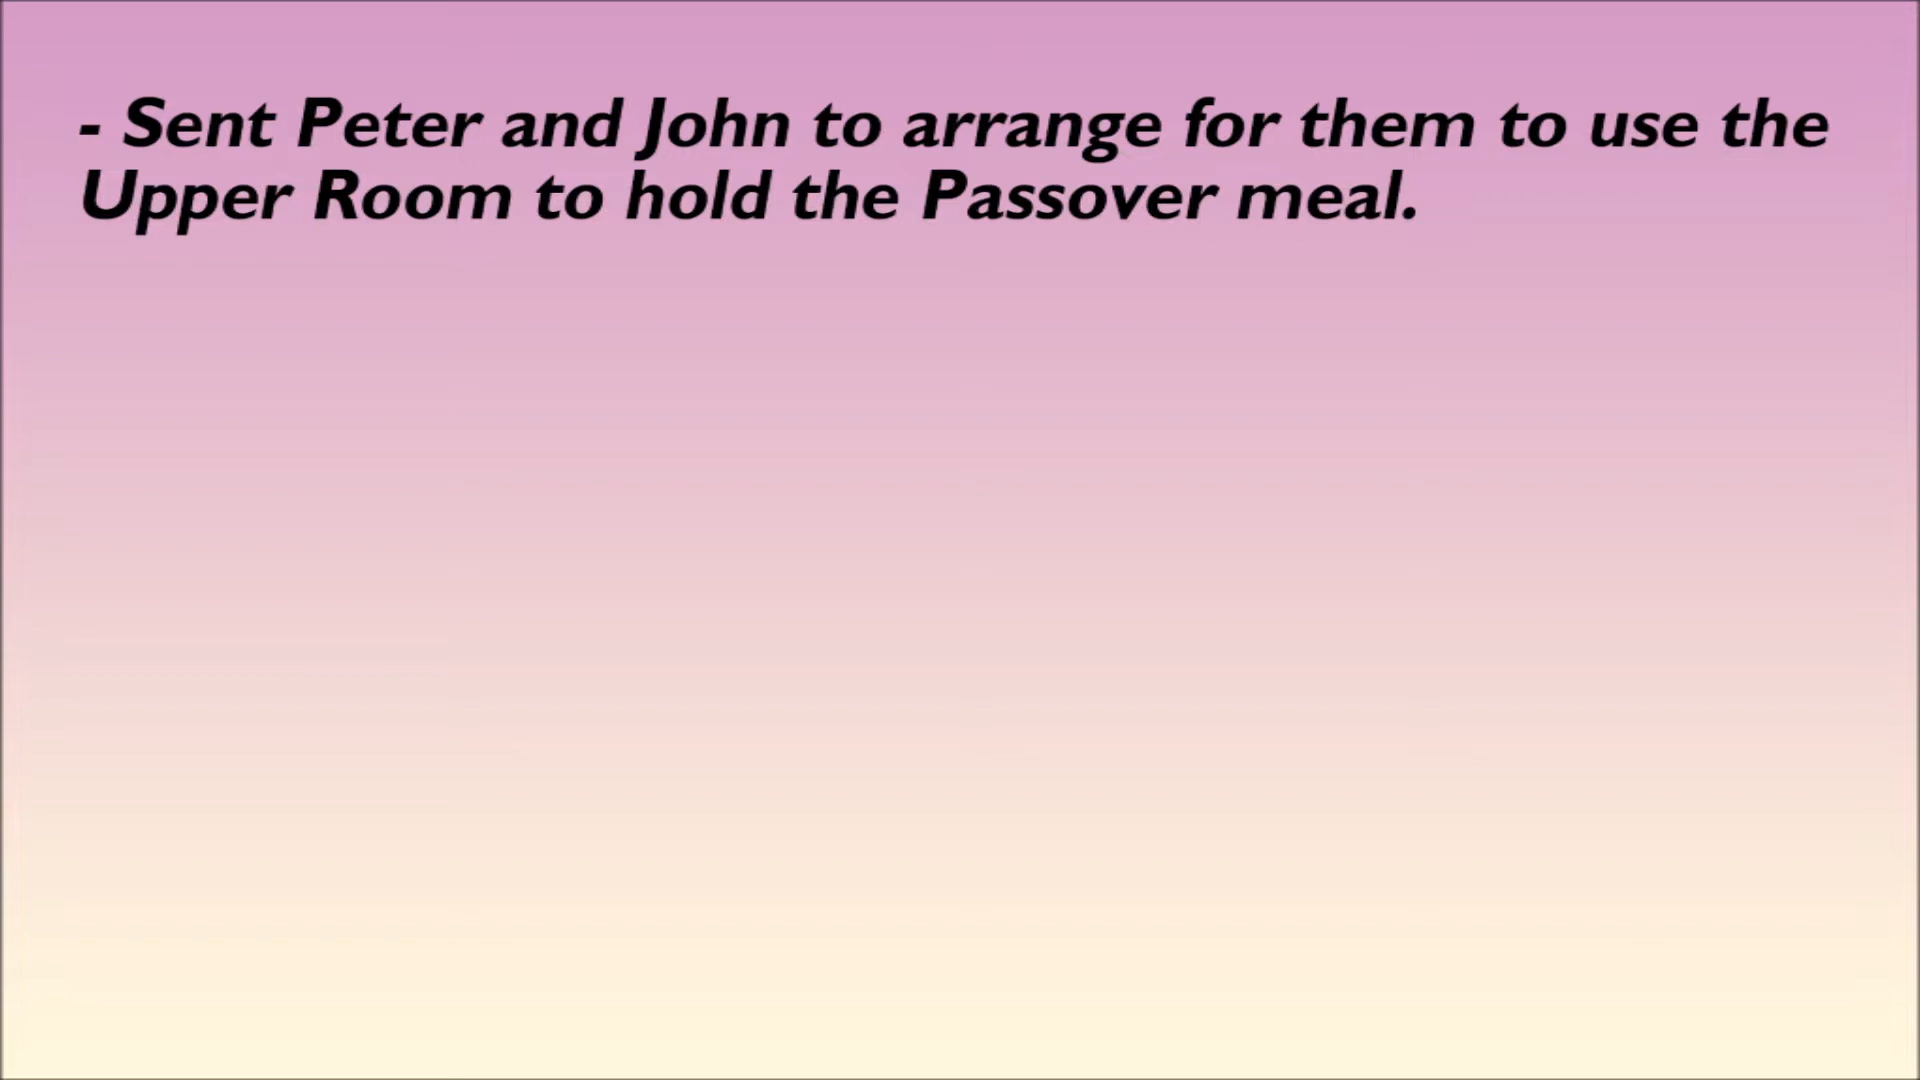 - Sent Peter and John to arrange for them to use the
Upper Room to hold the Passover meal.